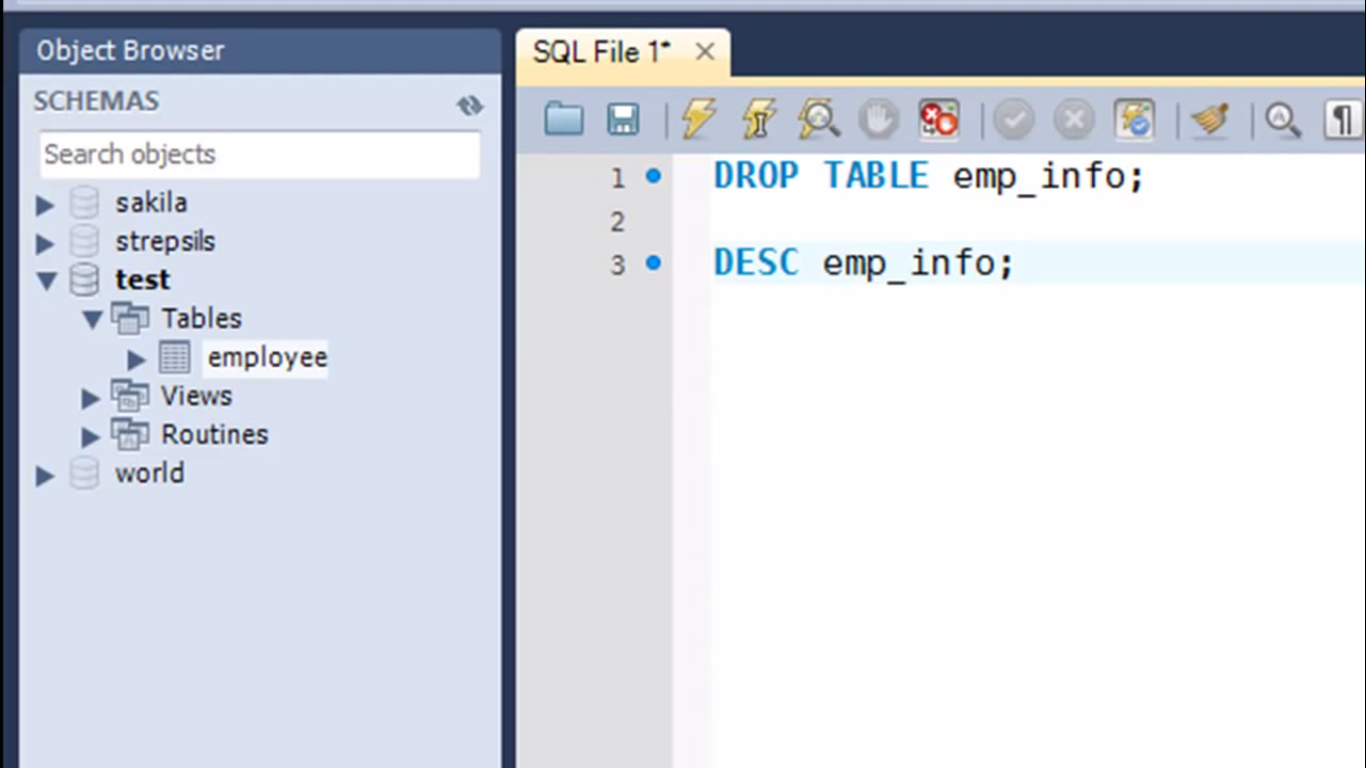 Object Browser
SCHEMAS
Search objects
sakila
strepsils
test
Tables
employee
Views
Routines
world
SQL File 1*
1 DROP TABLE emp_info;
2
3 DESC emp_info;